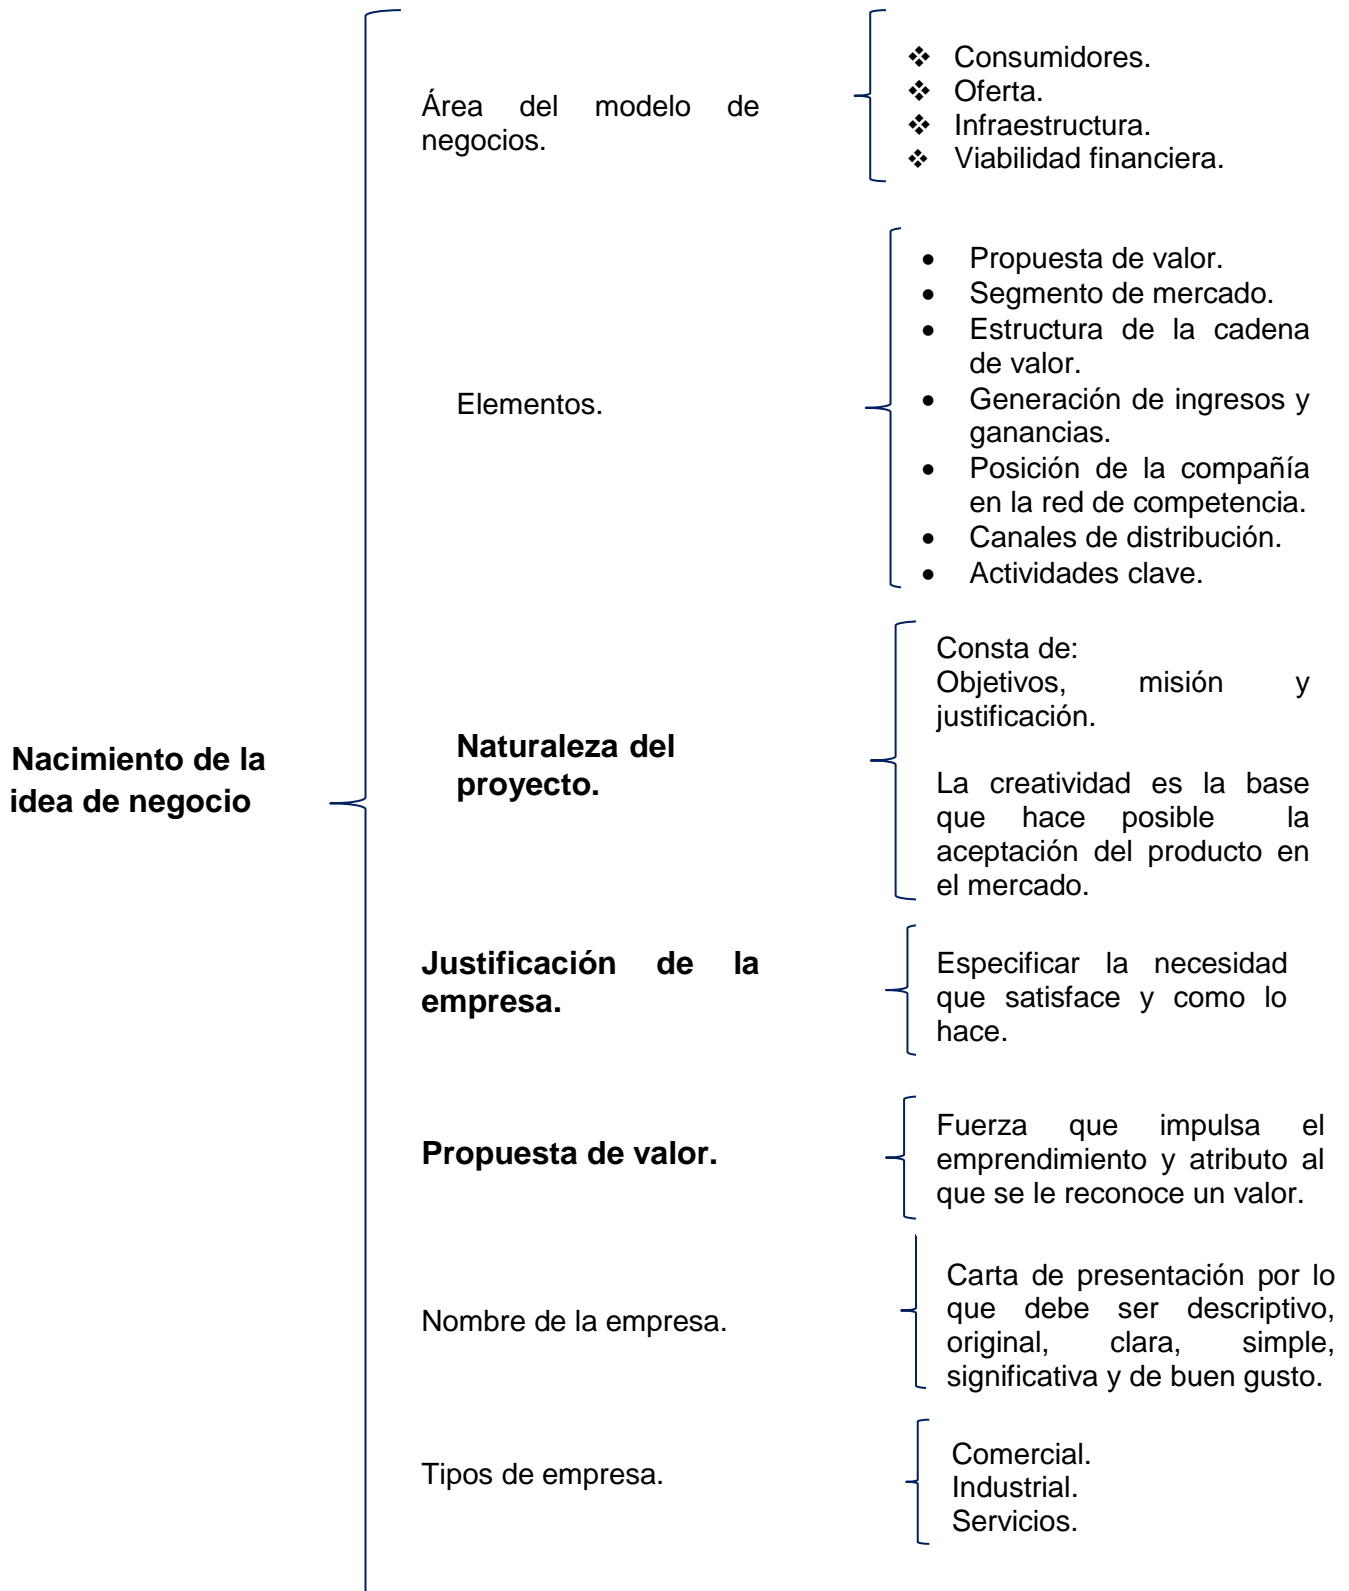 Nacimiento de la
idea de negocio
Área del modelo de
negocios.
❖ Consumidores.
❖ Oferta.
❖ Infraestructura.
❖ Viabilidad financiera.
Elementos.
• Propuesta de valor.
• Segmento de mercado.
• Estructura de la cadena
de valor.
• Generación de ingresos y
ganancias.
• Posición de la compañía
en la red de competencia.
• Canales de distribución.
• Actividades clave.
Naturaleza del
proyecto.
Consta de:
Objetivos, misión y
justificación.
La creatividad es la base
que hace posible la
aceptación del producto en
el mercado.
Justificación de la
empresa.
Especificar la necesidad
que satisface y como lo
hace.
Propuesta de valor.
Fuerza que impulsa el
emprendimiento y atributo al
que se le reconoce un valor.
Nombre de la empresa.
Carta de presentación por lo
que debe ser descriptivo,
original, clara, simple,
significativa y de buen gusto.
Tipos de empresa.
Comercial.
Industrial.
Servicios.